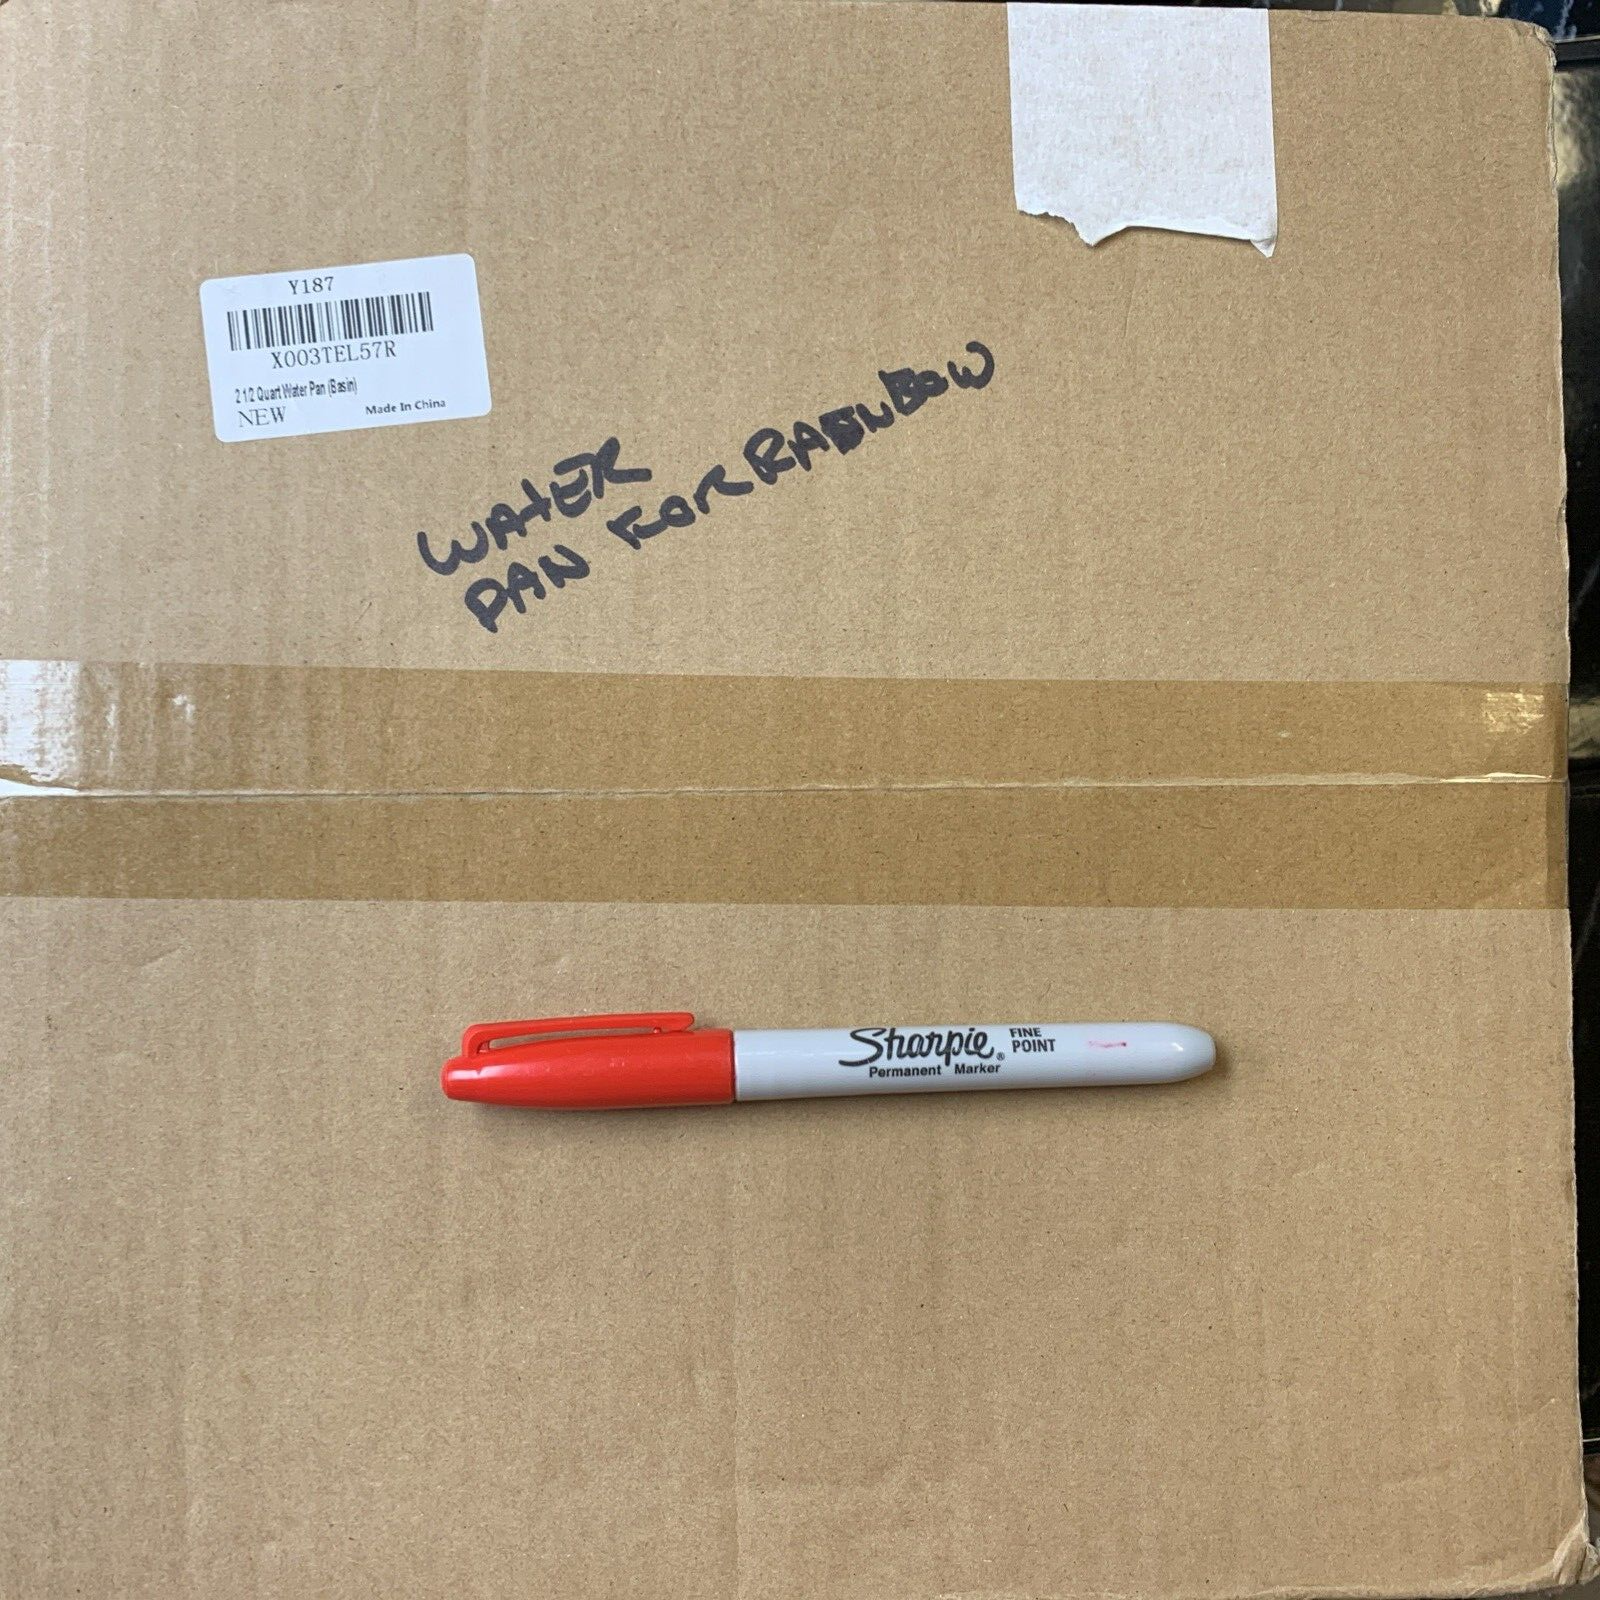 Y187
X003TEL57R
2 1/2 Quart Water Pan (Basin)
NEW Made In China
WATER
PAN FOR RAINBOW
Sharpie® FINE
POINT
Permanent Marker